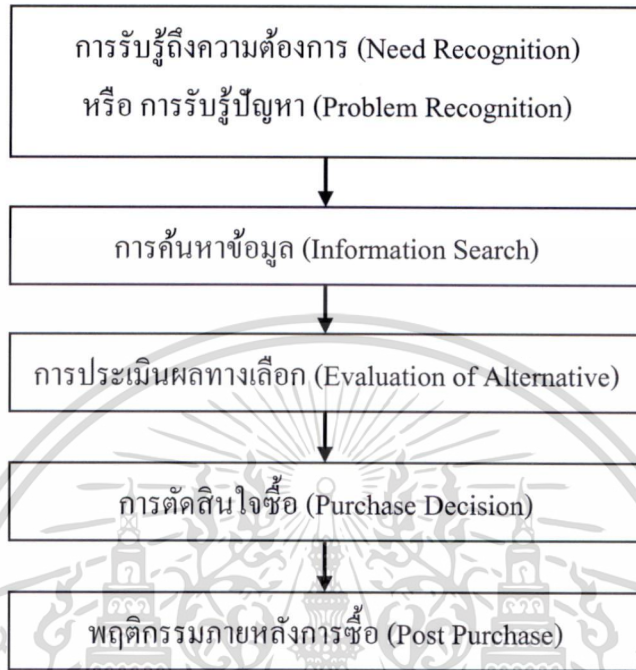 การรับรู้ถึงความต้องการ (Need Recognition)
หรือ การรับรู้ปัญหา (Problem Recognition)
การค้นหาข้อมูล (Information Search)
การประเมินผลทางเลือก (Evaluation of Alternative)
การตัดสินใจซื้อ (Purchase Decision)
พฤติกรรมภายหลังการซื้อ (Post Purchase)